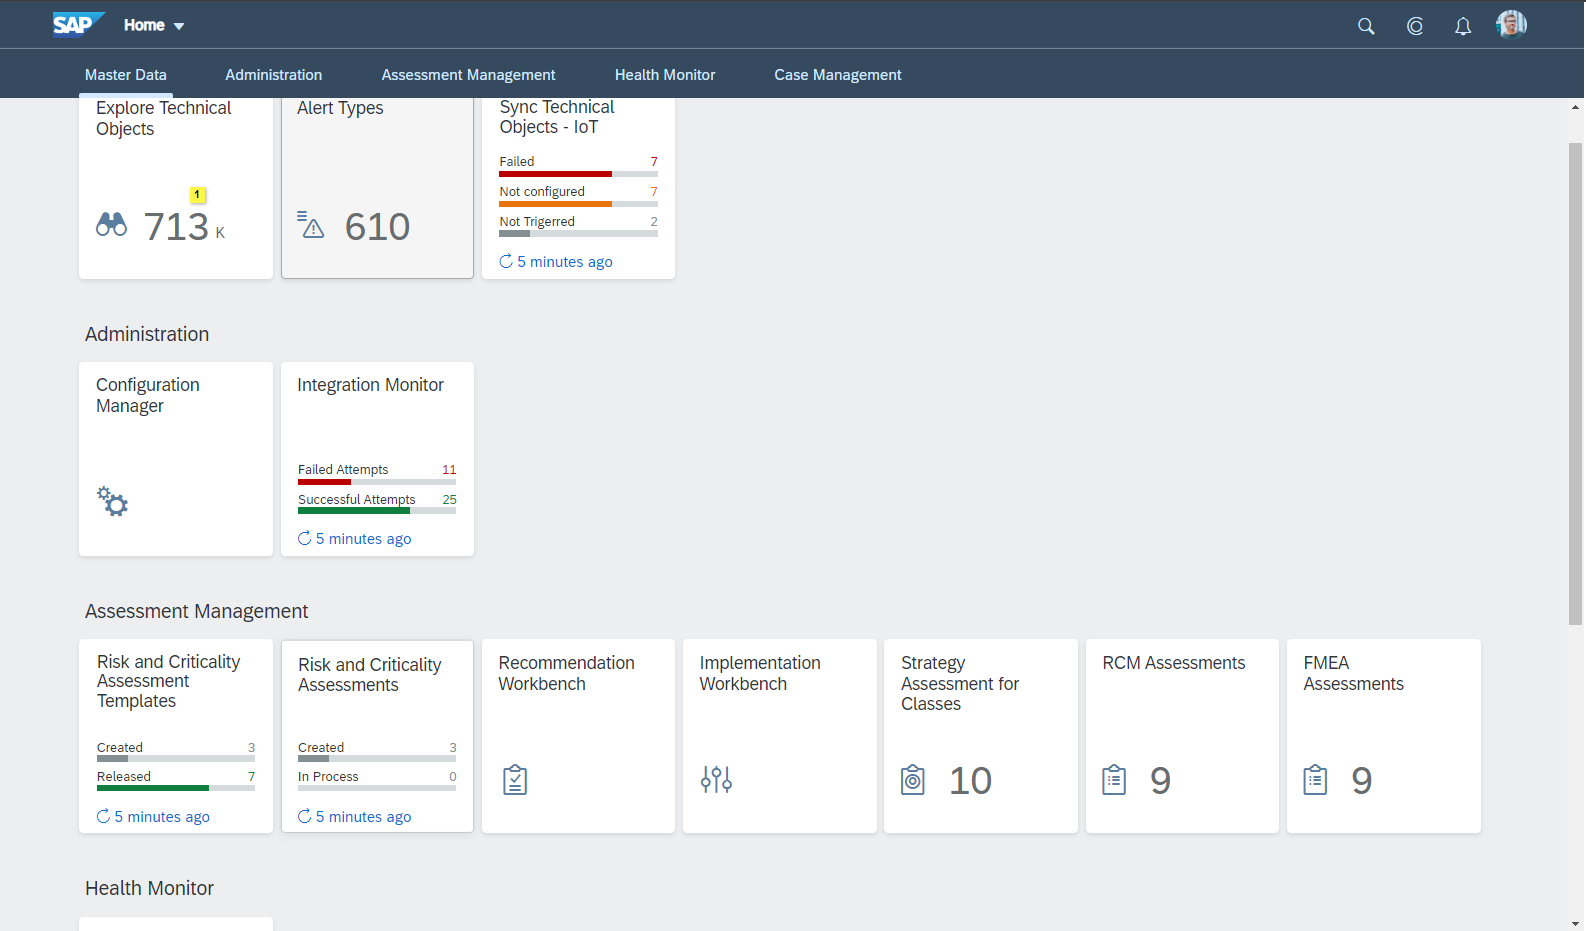 SAP Home
Master Data Administration Assessment Management Health Monitor Case Management
Explore Technical
Objects
1
713 K
Alert Types
610
Sync Technical
Objects - IoT
Failed 7
Not configured 7
Not Trigerred 2
5 minutes ago
Administration
Configuration
Manager
Integration Monitor
Failed Attempts 11
Successful Attempts 25
5 minutes ago
Assessment Management
Risk and Criticality
Assessment
Templates
Created 3
Released 7
5 minutes ago
Risk and Criticality
Assessments
Created 3
In Process 0
5 minutes ago
Recommendation
Workbench
Implementation
Workbench
Strategy
Assessment for
Classes
10
RCM Assessments
9
FMEA
Assessments
9
Health Monitor